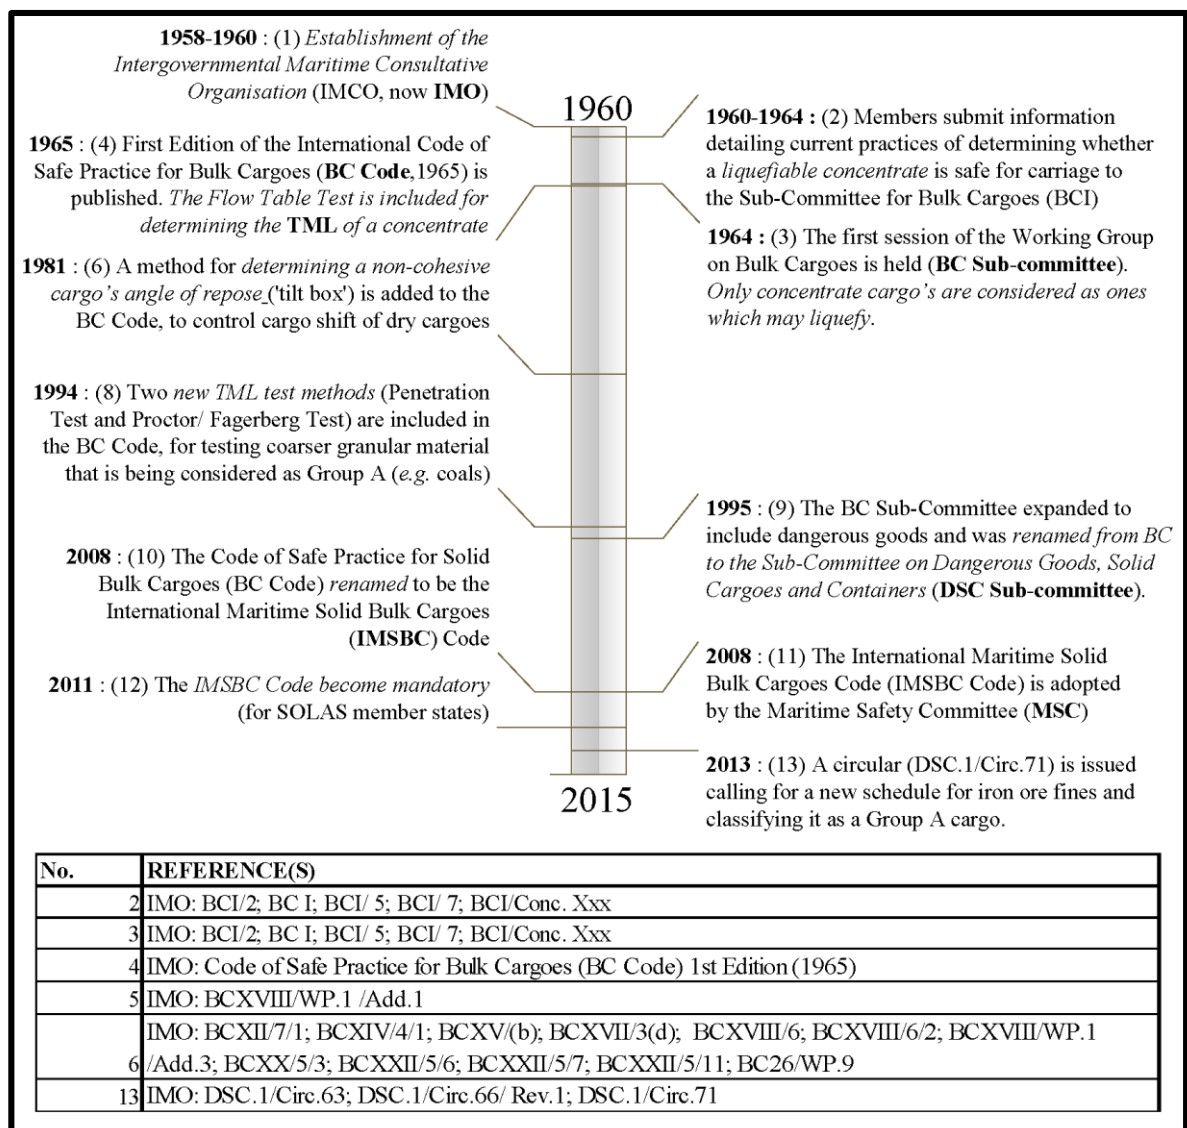 1958-1960 : (1) Establishment of the
Intergovernmental Maritime Consultative
Organisation (IMCO, now IMO)
1960
1960-1964 : (2) Members submit information
detailing current practices of determining whether
a liquefiable concentrate is safe for carriage to
the Sub-Committee for Bulk Cargoes (BCI)
1965 : (4) First Edition of the International Code of
Safe Practice for Bulk Cargoes (BC Code,1965) is
published. The Flow Table Test is included for
determining the TML of a concentrate
1964 : (3) The first session of the Working Group
on Bulk Cargoes is held (BC Sub-committee).
Only concentrate cargo's are considered as ones
which may liquefy.
1981 : (6) A method for determining a non-cohesive
cargo's angle of repose ('tilt box') is added to the
BC Code, to control cargo shift of dry cargoes
1994 : (8) Two new TML test methods (Penetration
Test and Proctor/ Fagerberg Test) are included in
the BC Code, for testing coarser granular material
that is being considered as Group A (e.g. coals)
1995 : (9) The BC Sub-Committee expanded to
include dangerous goods and was renamed from BC
to the Sub-Committee on Dangerous Goods, Solid
Cargoes and Containers (DSC Sub-committee).
2008 : (10) The Code of Safe Practice for Solid
Bulk Cargoes (BC Code) renamed to be the
International Maritime Solid Bulk Cargoes
(IMSBC) Code
2008 : (11) The International Maritime Solid
Bulk Cargoes Code (IMSBC Code) is adopted
by the Maritime Safety Committee (MSC)
2011 : (12) The IMSBC Code become mandatory
(for SOLAS member states)
2013 : (13) A circular (DSC.1/Circ.71) is issued
calling for a new schedule for iron ore fines and
classifying it as a Group A cargo.
2015
No. REFERENCE(S)
2 IMO: BCI/2; BC I; BCI/ 5; BCI/ 7; BCI/Conc. Xxx
3 IMO: BCI/2; BC I; BCI/ 5; BCI/ 7; BCI/Conc. Xxx
4 IMO: Code of Safe Practice for Bulk Cargoes (BC Code) 1st Edition (1965)
5 IMO: BCXVIII/WP.1 /Add.1
IMO: BCXII/7/1; BCXIV/4/1; BCXV/(b); BCXVII/3(d); BCXVIII/6; BCXVIII/6/2; BCXVIII/WP.1
6 /Add.3; BCXX/5/3; BCXXII/5/6; BCXXII/5/7; BCXXII/5/11; BC26/WP.9
13 IMO: DSC.1/Circ.63; DSC.1/Circ.66/ Rev.1; DSC.1/Circ.71